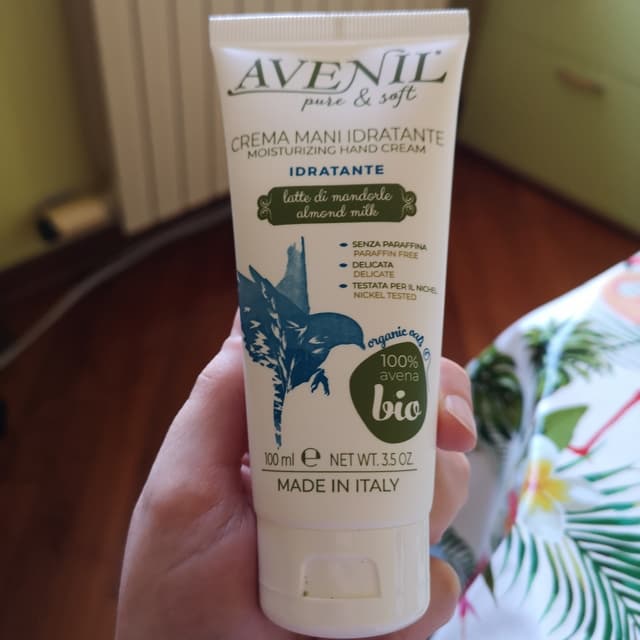 AVENIL®
pure & soft
CREMA MANI IDRATANTE
MOISTURIZING HAND CREAM
IDRATANTE
latte di mandorle
almond milk
SENZA PARAFFINA
PARAFFIN FREE
DELICATA
DELICATE
TESTATA PER IL NICHEL
NICKEL TESTED
organic oats
100%
avena
bio
100 ml ℮ NET WT. 3.5 OZ.
MADE IN ITALY